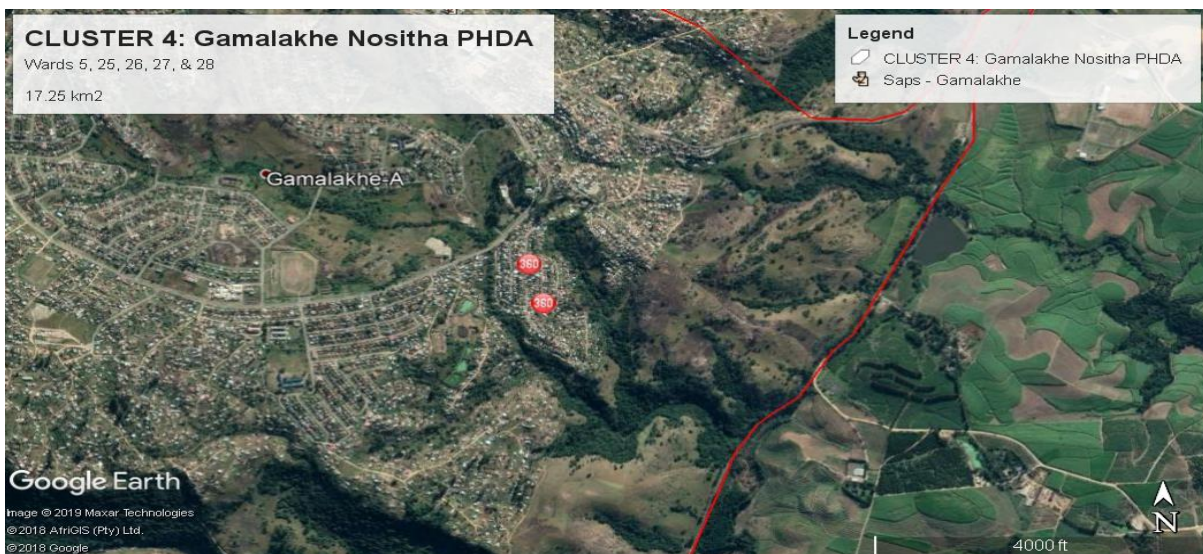 CLUSTER 4: Gamalakhe Nositha PHDA
Wards 5, 25, 26, 27, & 28
17.25 km2
Legend
CLUSTER 4: Gamalakhe Nositha PHDA
Saps - Gamalakhe
Gamalakhe-A
360
360
Google Earth
Image © 2019 Maxar Technologies
©2018 AfriGIS (Pty) Ltd.
©2018 Google
N
4000 ft